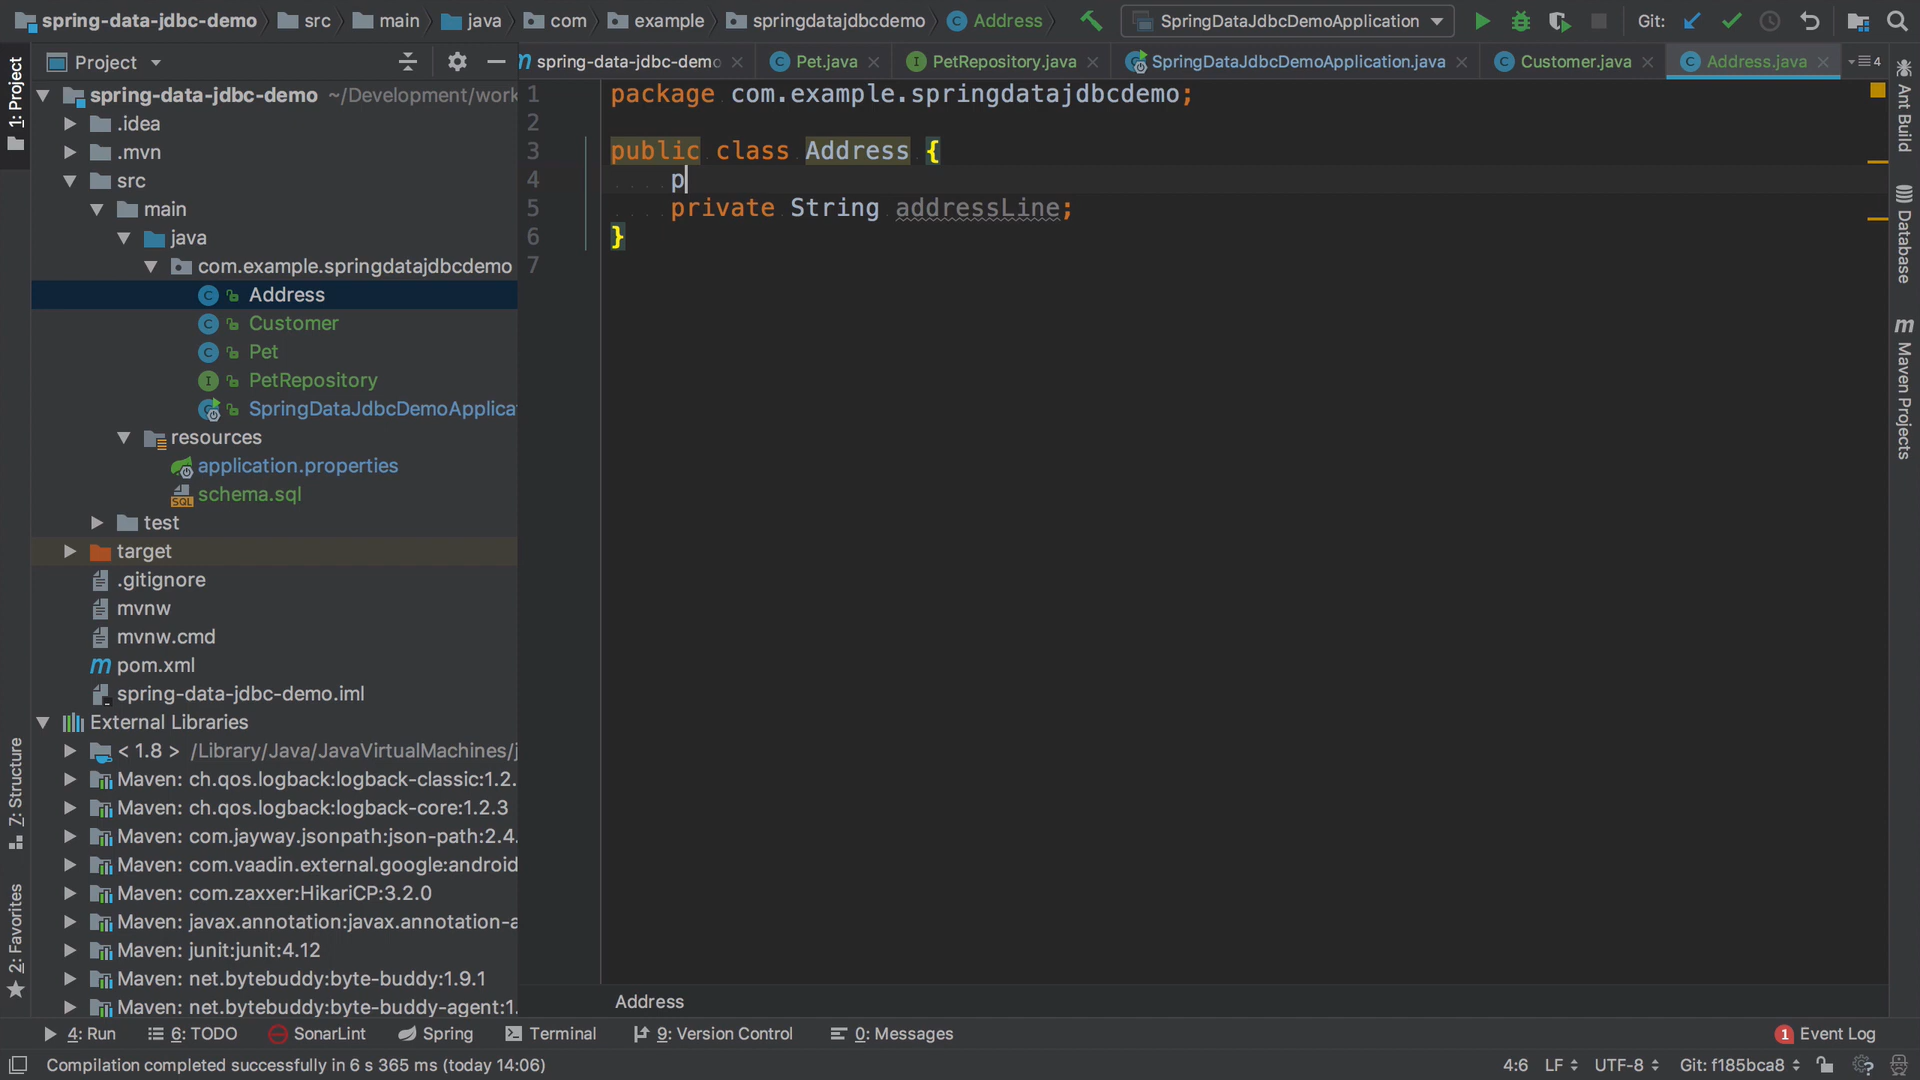 spring-data-jdbc-demo src main java com example springdatajdbcdemo Address SpringDataJdbcDemoApplication Git:
Project
spring-data-jdbc-demo Pet.java PetRepository.java SpringDataJdbcDemoApplication.java Customer.java Address.java 4
1: Project
7: Structure
2: Favorites
spring-data-jdbc-demo ~/Development/work
.idea
.mvn
src
main
java
com.example.springdatajdbcdemo
Address
Customer
Pet
PetRepository
SpringDataJdbcDemoApplica
resources
application.properties
schema.sql
SQL
test
target
.gitignore
mvnw
mvnw.cmd
pom.xml
spring-data-jdbc-demo.iml
External Libraries
< 1.8 > /Library/Java/JavaVirtualMachines/j
Maven: ch.qos.logback:logback-classic:1.2.
Maven: ch.qos.logback:logback-core:1.2.3
Maven: com.jayway.jsonpath:json-path:2.4.
Maven: com.vaadin.external.google:android
Maven: com.zaxxer:HikariCP:3.2.0
Maven: javax.annotation:javax.annotation-a
Maven: junit:junit:4.12
Maven: net.bytebuddy:byte-buddy:1.9.1
Maven: net.bytebuddy:byte-buddy-agent:1.
1 package com.example.springdatajdbcdemo;
2
3 public class Address {
4 p
5 private String addressLine;
6 }
7
Address
Ant Build
Database
Maven Projects
4: Run 6: TODO SonarLint Spring Terminal 9: Version Control 0: Messages 1 Event Log
Compilation completed successfully in 6 s 365 ms (today 14:06) 4:6 LF UTF-8 Git: f185bca8